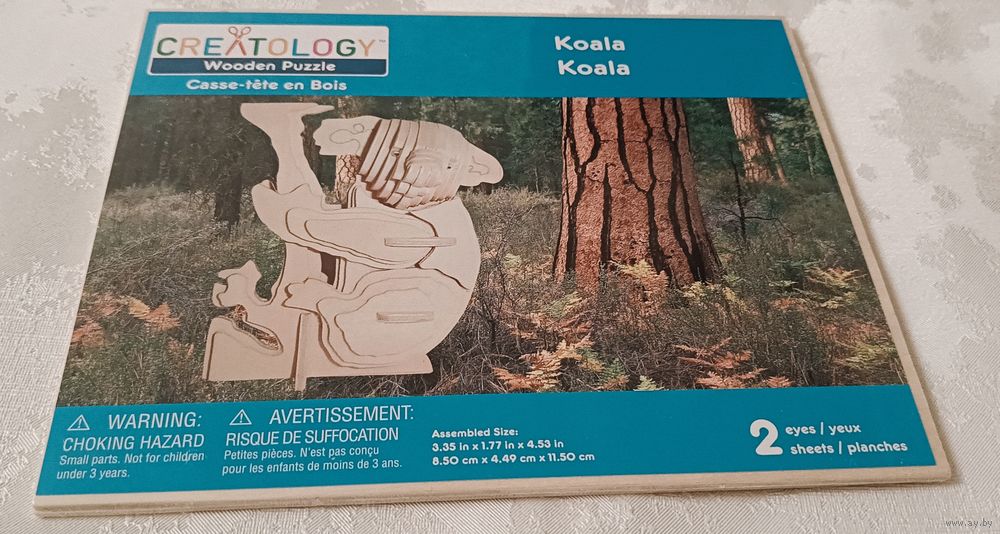 CREATOLOGY™
Wooden Puzzle
Casse-tête en Bois
Koala
Koala
⚠ WARNING:
CHOKING HAZARD
Small parts. Not for children
under 3 years.
⚠ AVERTISSEMENT:
RISQUE DE SUFFOCATION
Petites pièces. N'est pas conçu
pour les enfants de moins de 3 ans.
Assembled Size:
3.35 in x 1.77 in x 4.53 in
8.50 cm x 4.49 cm x 11.50 cm
2 eyes / yeux
sheets / planches
www.ay.by